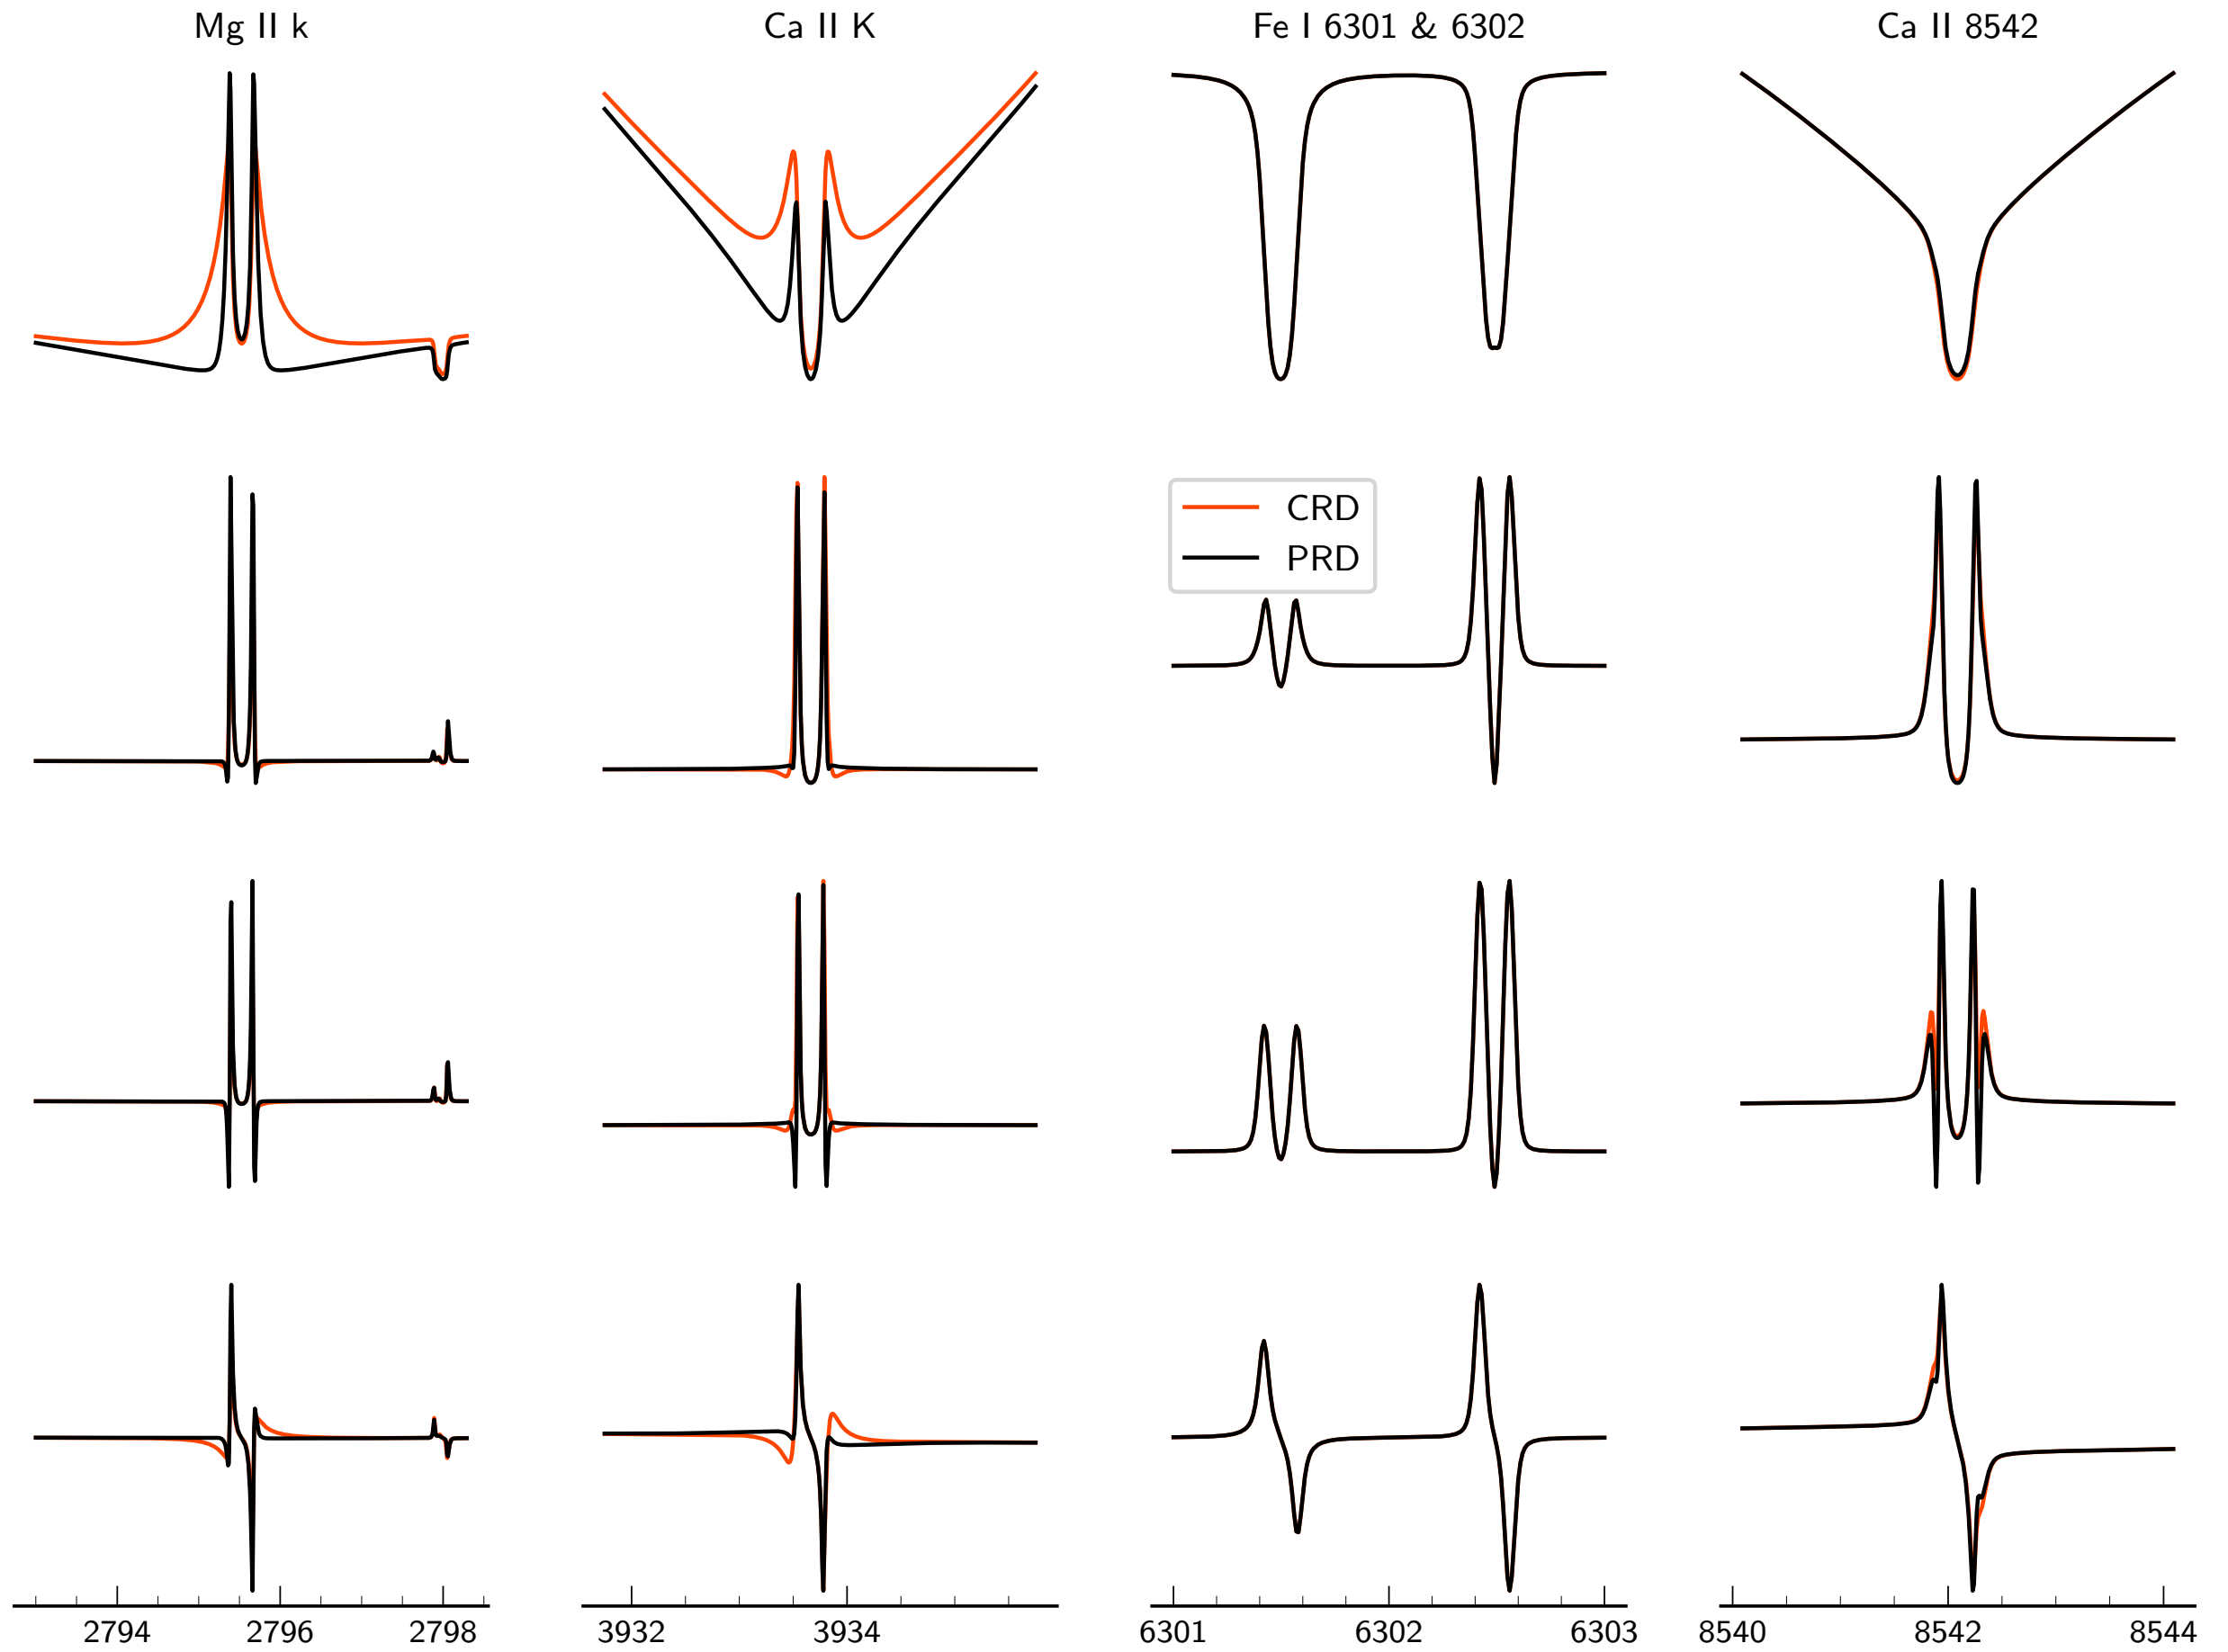 Mg II k
Ca II K
Fe I 6301 & 6302
Ca II 8542
CRD
PRD
2794 2796 2798
3932 3934
6301 6302 6303
8540 8542 8544